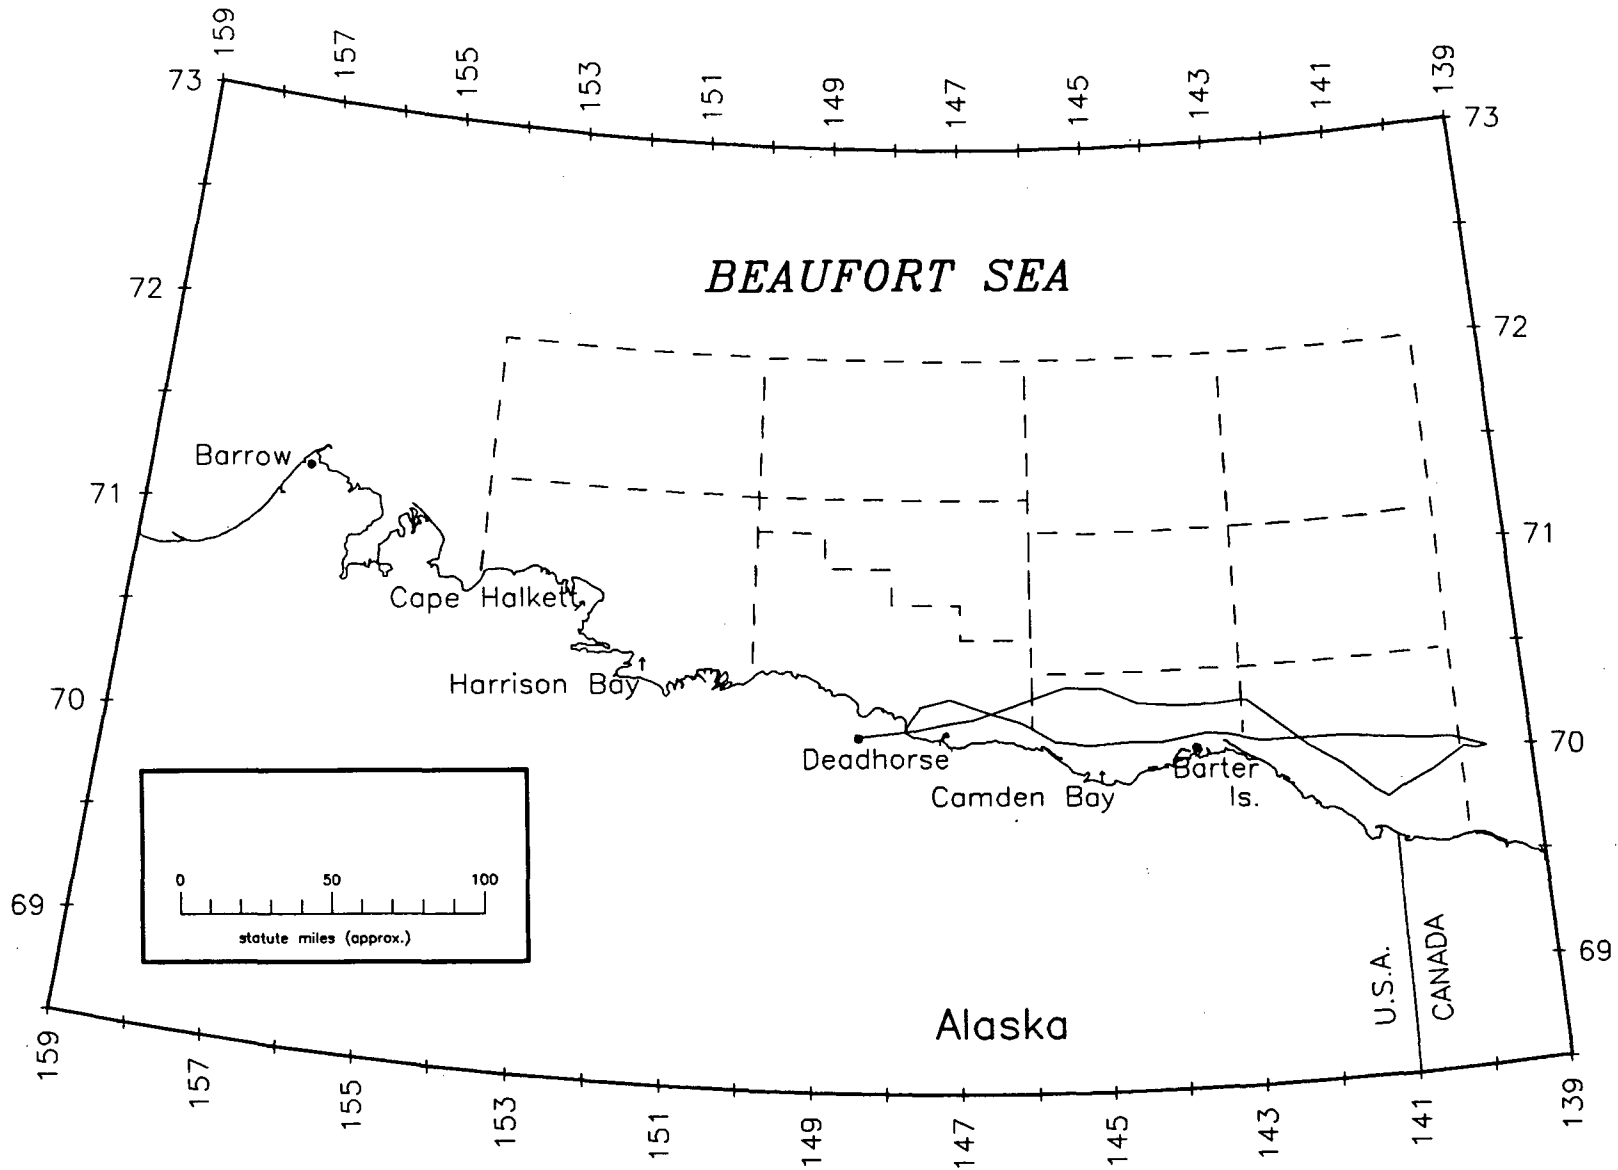 159 157 155 153 151 149 147 145 143 141 139
73 73
BEAUFORT SEA
72 72
Barrow
71 71
Cape Halkett
Harrison Bay
70 70
Deadhorse
Barter
Is.
Camden Bay
0 50 100
statute miles (approx.)
69 69
U.S.A. CANADA
Alaska
159 157 155 153 151 149 147 145 143 141 139